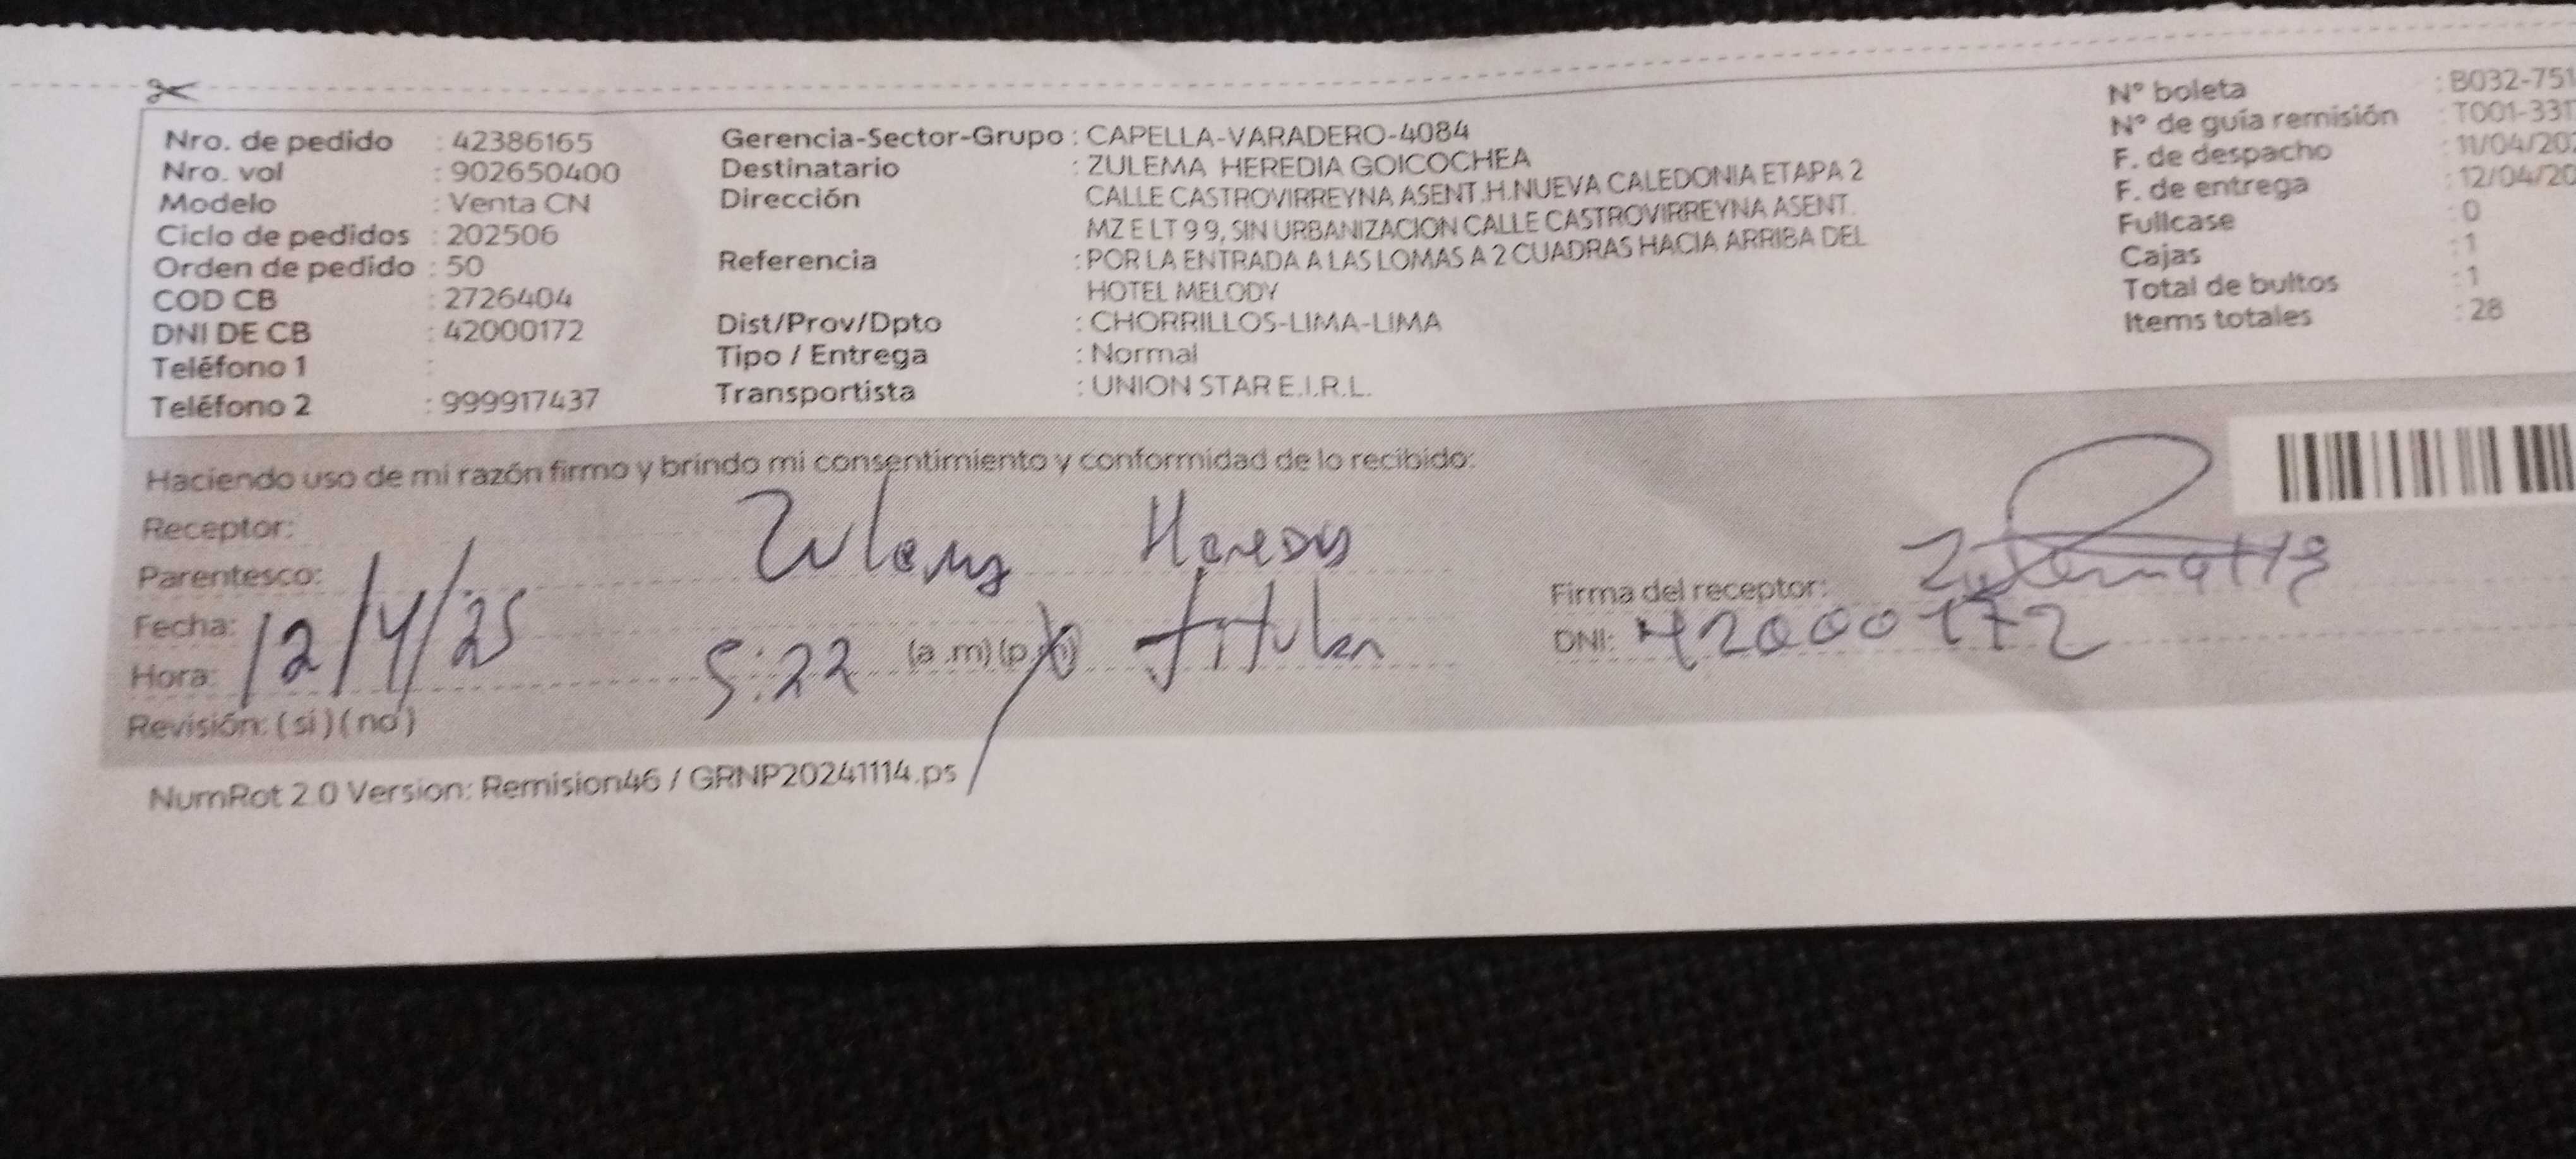 Nro. de pedido : 42386165
Nro. vol : 902650400
Modelo : Venta CN
Ciclo de pedidos : 202506
Orden de pedido : 50
COD CB : 2726404
DNI DE CB : 42000172
Teléfono 1 :
Teléfono 2 : 999917437
Gerencia-Sector-Grupo : CAPELLA-VARADERO-4084
Destinatario : ZULEMA HEREDIA GOICOCHEA
Dirección CALLE CASTROVIRREYNA ASENT.H.NUEVA CALEDONIA ETAPA 2
MZ E LT 9 9, SIN URBANIZACION CALLE CASTROVIRREYNA ASENT.
Referencia : POR LA ENTRADA A LAS LOMAS A 2 CUADRAS HACIA ARRIBA DEL
HOTEL MELODY
Dist/Prov/Dpto : CHORRILLOS-LIMA-LIMA
Tipo / Entrega : Normal
Transportista : UNION STAR E.I.R.L.
N° boleta : B032-751
N° de guía remisión : T001-331
F. de despacho : 11/04/202
F. de entrega : 12/04/20
Fullcase : 0
Cajas : 1
Total de bultos : 1
Items totales : 28
Haciendo uso de mi razón firmo y brindo mi consentimiento y conformidad de lo recibido:
Receptor: Zulema
Parentesco: titular
Fecha: 12/4/25
Hora: 5:22 (a .m) (p
Revisión: ( si ) ( no )
Firma del receptor:
DNI: 42000172
NumRot 2.0 Version: Remision46 / GRNP20241114.ps